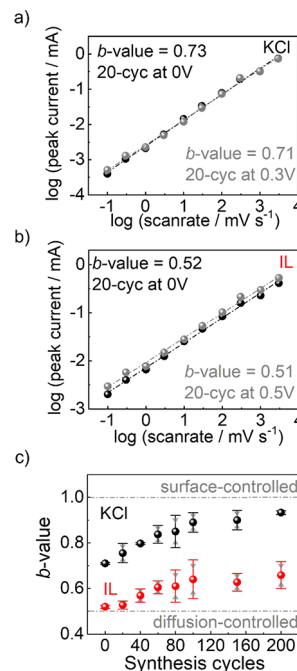 a)
b-value = 0.73
KCl
20-cyc at 0V
b-value = 0.71
20-cyc at 0.3V
0
-1
-2
-3
-4
log (peak current / mA)
-1 0 1 2 3 4
log (scanrate / mV s⁻¹)
b)
b-value = 0.52
IL
20-cyc at 0V
b-value = 0.51
20-cyc at 0.5V
0
-1
-2
-3
log (peak current / mA)
-1 0 1 2 3 4
log (scanrate / mV s⁻¹)
c)
surface-controlled
KCl
IL
diffusion-controlled
1.0
0.8
0.6
0.4
b-value
0 40 80 120 160 200
Synthesis cycles